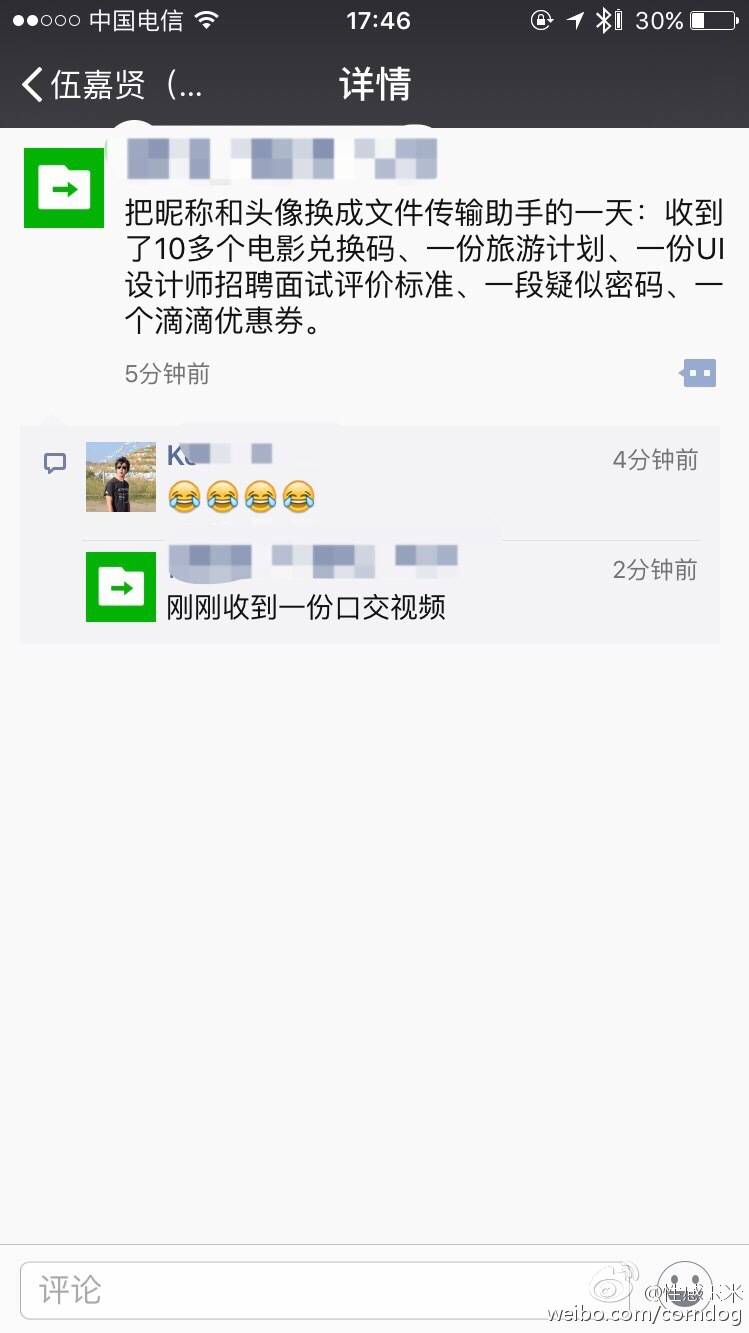 中国电信
17:46
30%
伍嘉贤（...
详情
把昵称和头像换成文件传输助手的一天：收到
了10多个电影兑换码、一份旅游计划、一份UI
设计师招聘面试评价标准、一段疑似密码、一
个滴滴优惠券。
5分钟前
4分钟前
😂😂😂😂
2分钟前
刚刚收到一份口交视频
评论
@性感玉米
weibo.com/corndog